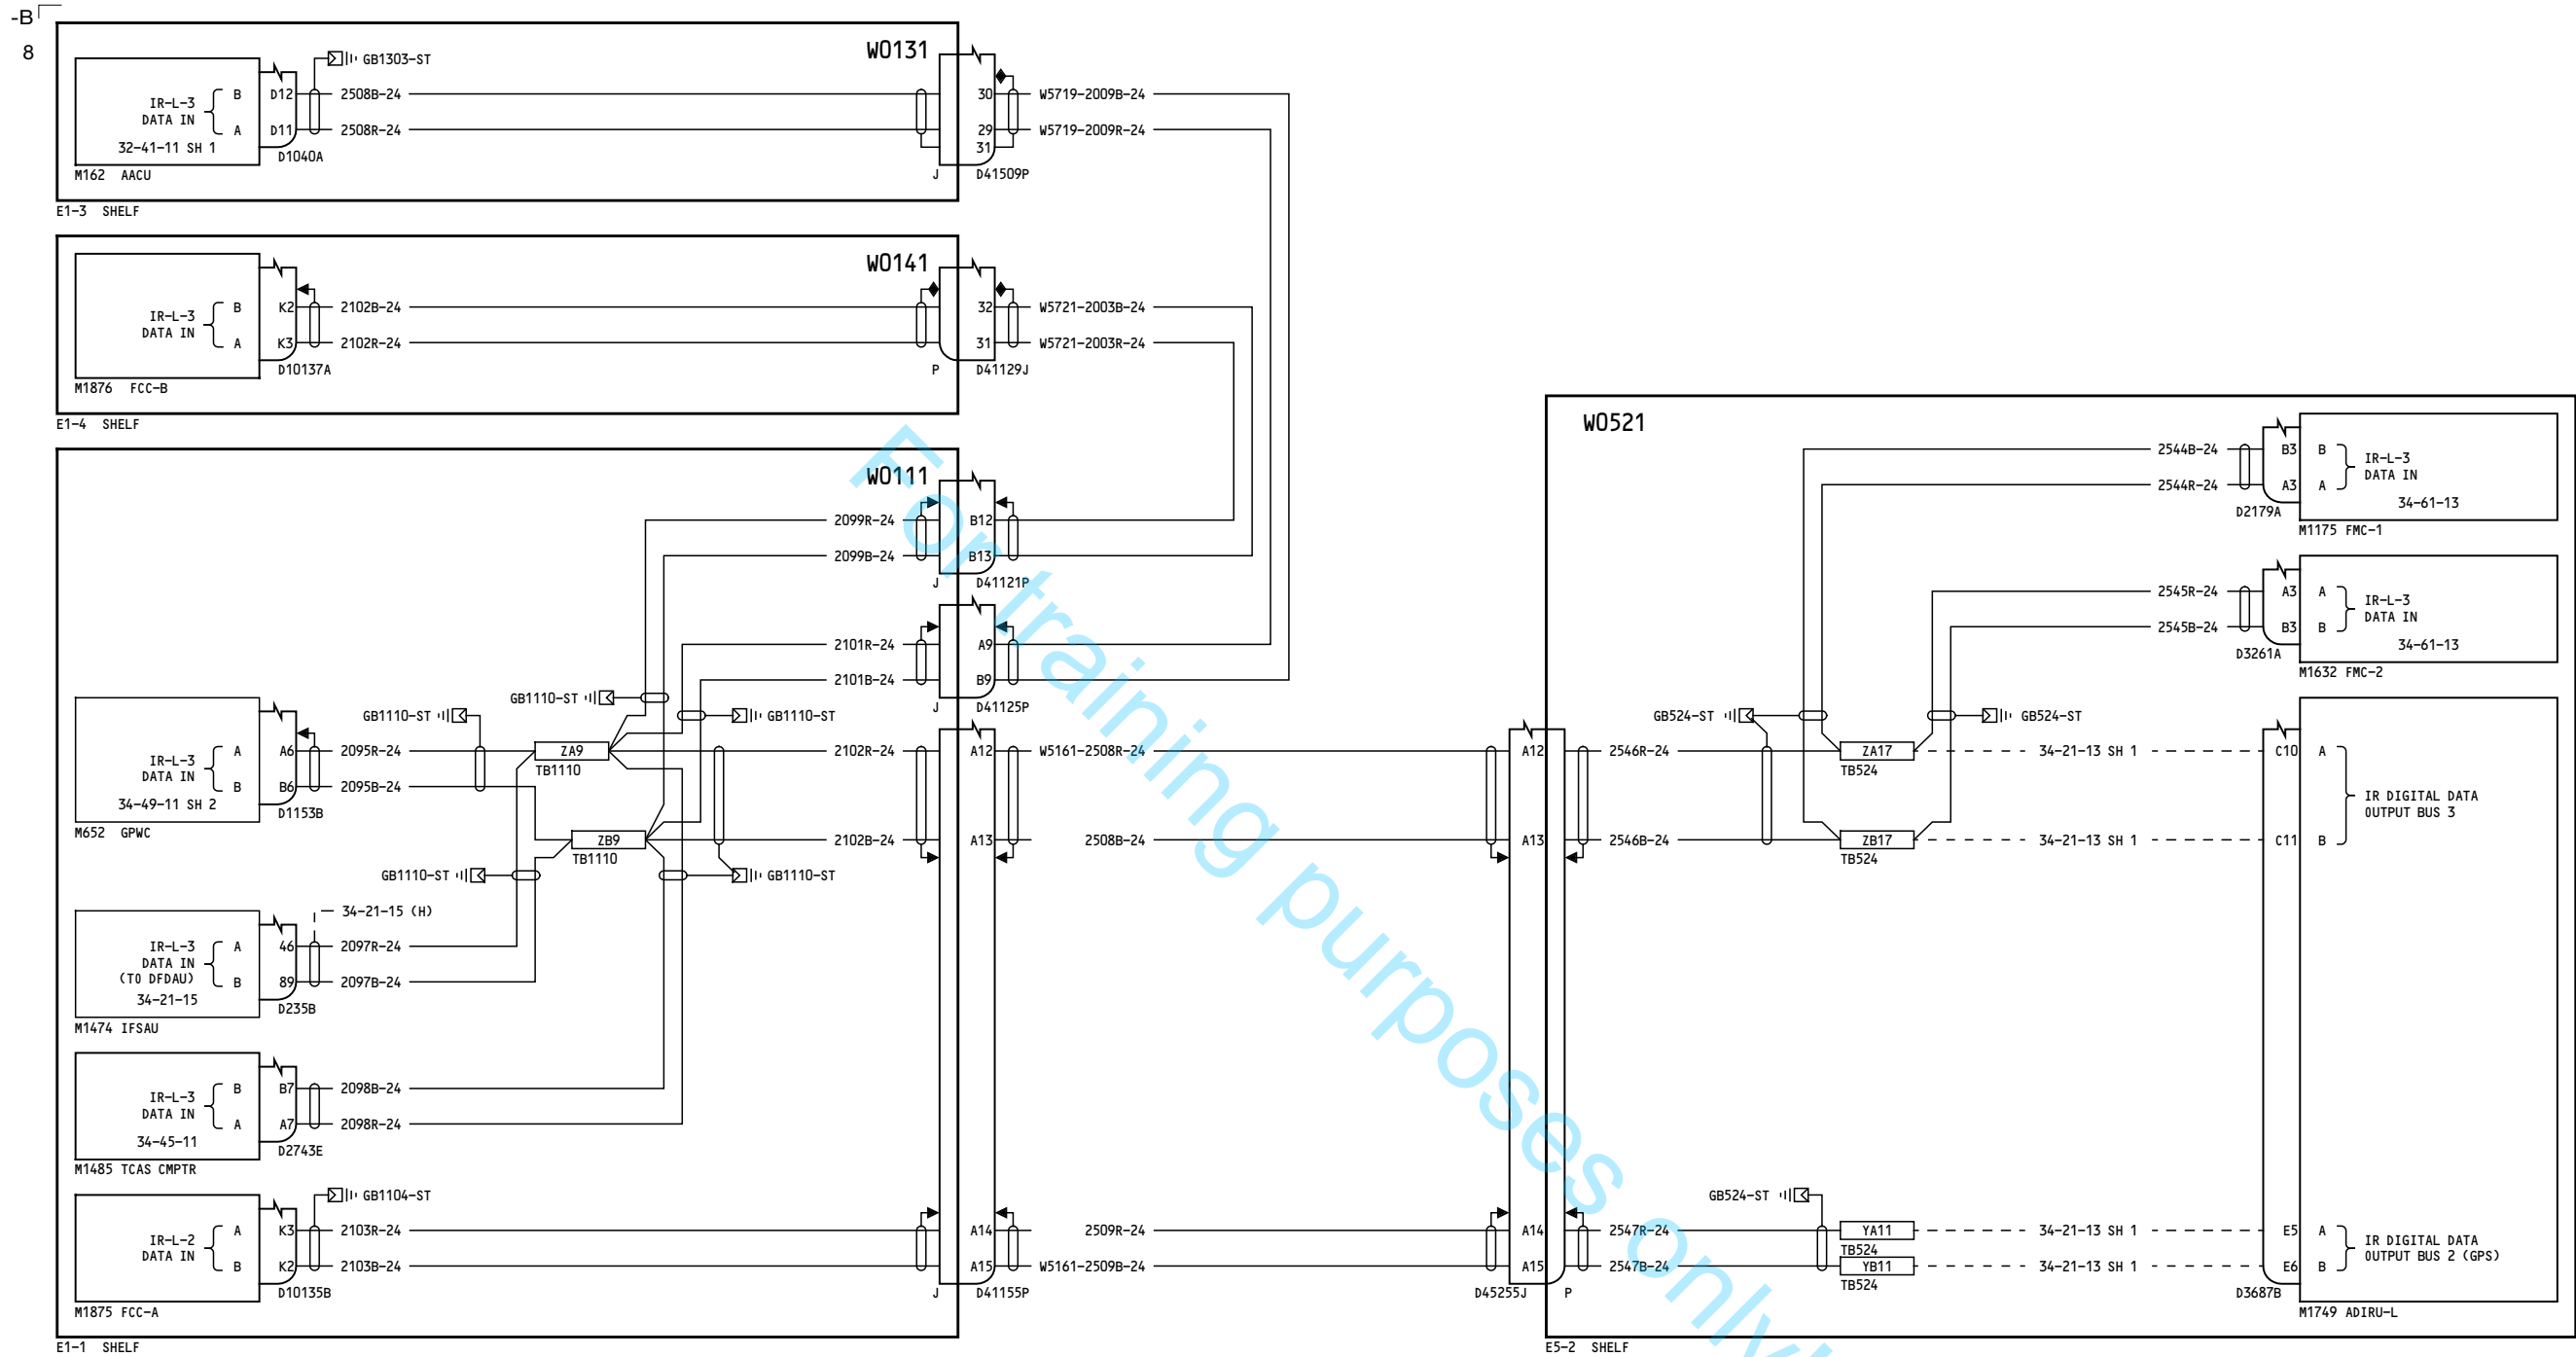 -B
8
W0131
GB1303-ST
IR-L-3
DATA IN
B D12 2508B-24
A D11 2508R-24
32-41-11 SH 1
D1040A
M162 AACU
E1-3 SHELF
30 W5719-2009B-24
29 W5719-2009R-24
31
J D41509P
W0141
IR-L-3
DATA IN
B K2 2102B-24
A K3 2102R-24
D10137A
M1876 FCC-B
E1-4 SHELF
32 W5721-2003B-24
31 W5721-2003R-24
P D41129J
W0111
2099R-24 B12
2099B-24 B13
J D41121P
2101R-24 A9
2101B-24 B9
J D41125P
GB1110-ST
GB1110-ST
GB1110-ST
IR-L-3
DATA IN
A A6 2095R-24
B B6 2095B-24
34-49-11 SH 2
D1153B
M652 GPWC
ZA9
TB1110
ZB9
TB1110
2102R-24 A12 W5161-2508R-24
2102B-24 A13 2508B-24
GB1110-ST
GB1110-ST
34-21-15 (H)
IR-L-3
DATA IN
(TO DFDAU)
A 46 2097R-24
B 89 2097B-24
34-21-15
D235B
M1474 IFSAU
IR-L-3
DATA IN
B B7 2098B-24
A A7 2098R-24
34-45-11
D2743E
M1485 TCAS CMPTR
GB1104-ST
IR-L-2
DATA IN
A K3 2103R-24
B K2 2103B-24
D10135B
M1875 FCC-A
A14 2509R-24
A15 W5161-2509B-24
J D41155P
E1-1 SHELF
W0521
2544B-24 B3 B
2544R-24 A3 A
IR-L-3
DATA IN
34-61-13
D2179A
M1175 FMC-1
2545R-24 A3 A
2545B-24 B3 B
IR-L-3
DATA IN
34-61-13
D3261A
M1632 FMC-2
GB524-ST
GB524-ST
A12 2546R-24 ZA17 34-21-13 SH 1 C10 A
TB524
IR DIGITAL DATA
OUTPUT BUS 3
A13 2546B-24 ZB17 34-21-13 SH 1 C11 B
TB524
GB524-ST
A14 2547R-24 YA11 34-21-13 SH 1 E5 A
TB524
IR DIGITAL DATA
OUTPUT BUS 2 (GPS)
A15 2547B-24 YB11 34-21-13 SH 1 E6 B
TB524
D45255J P
D3687B
M1749 ADIRU-L
E5-2 SHELF
For training purposes only